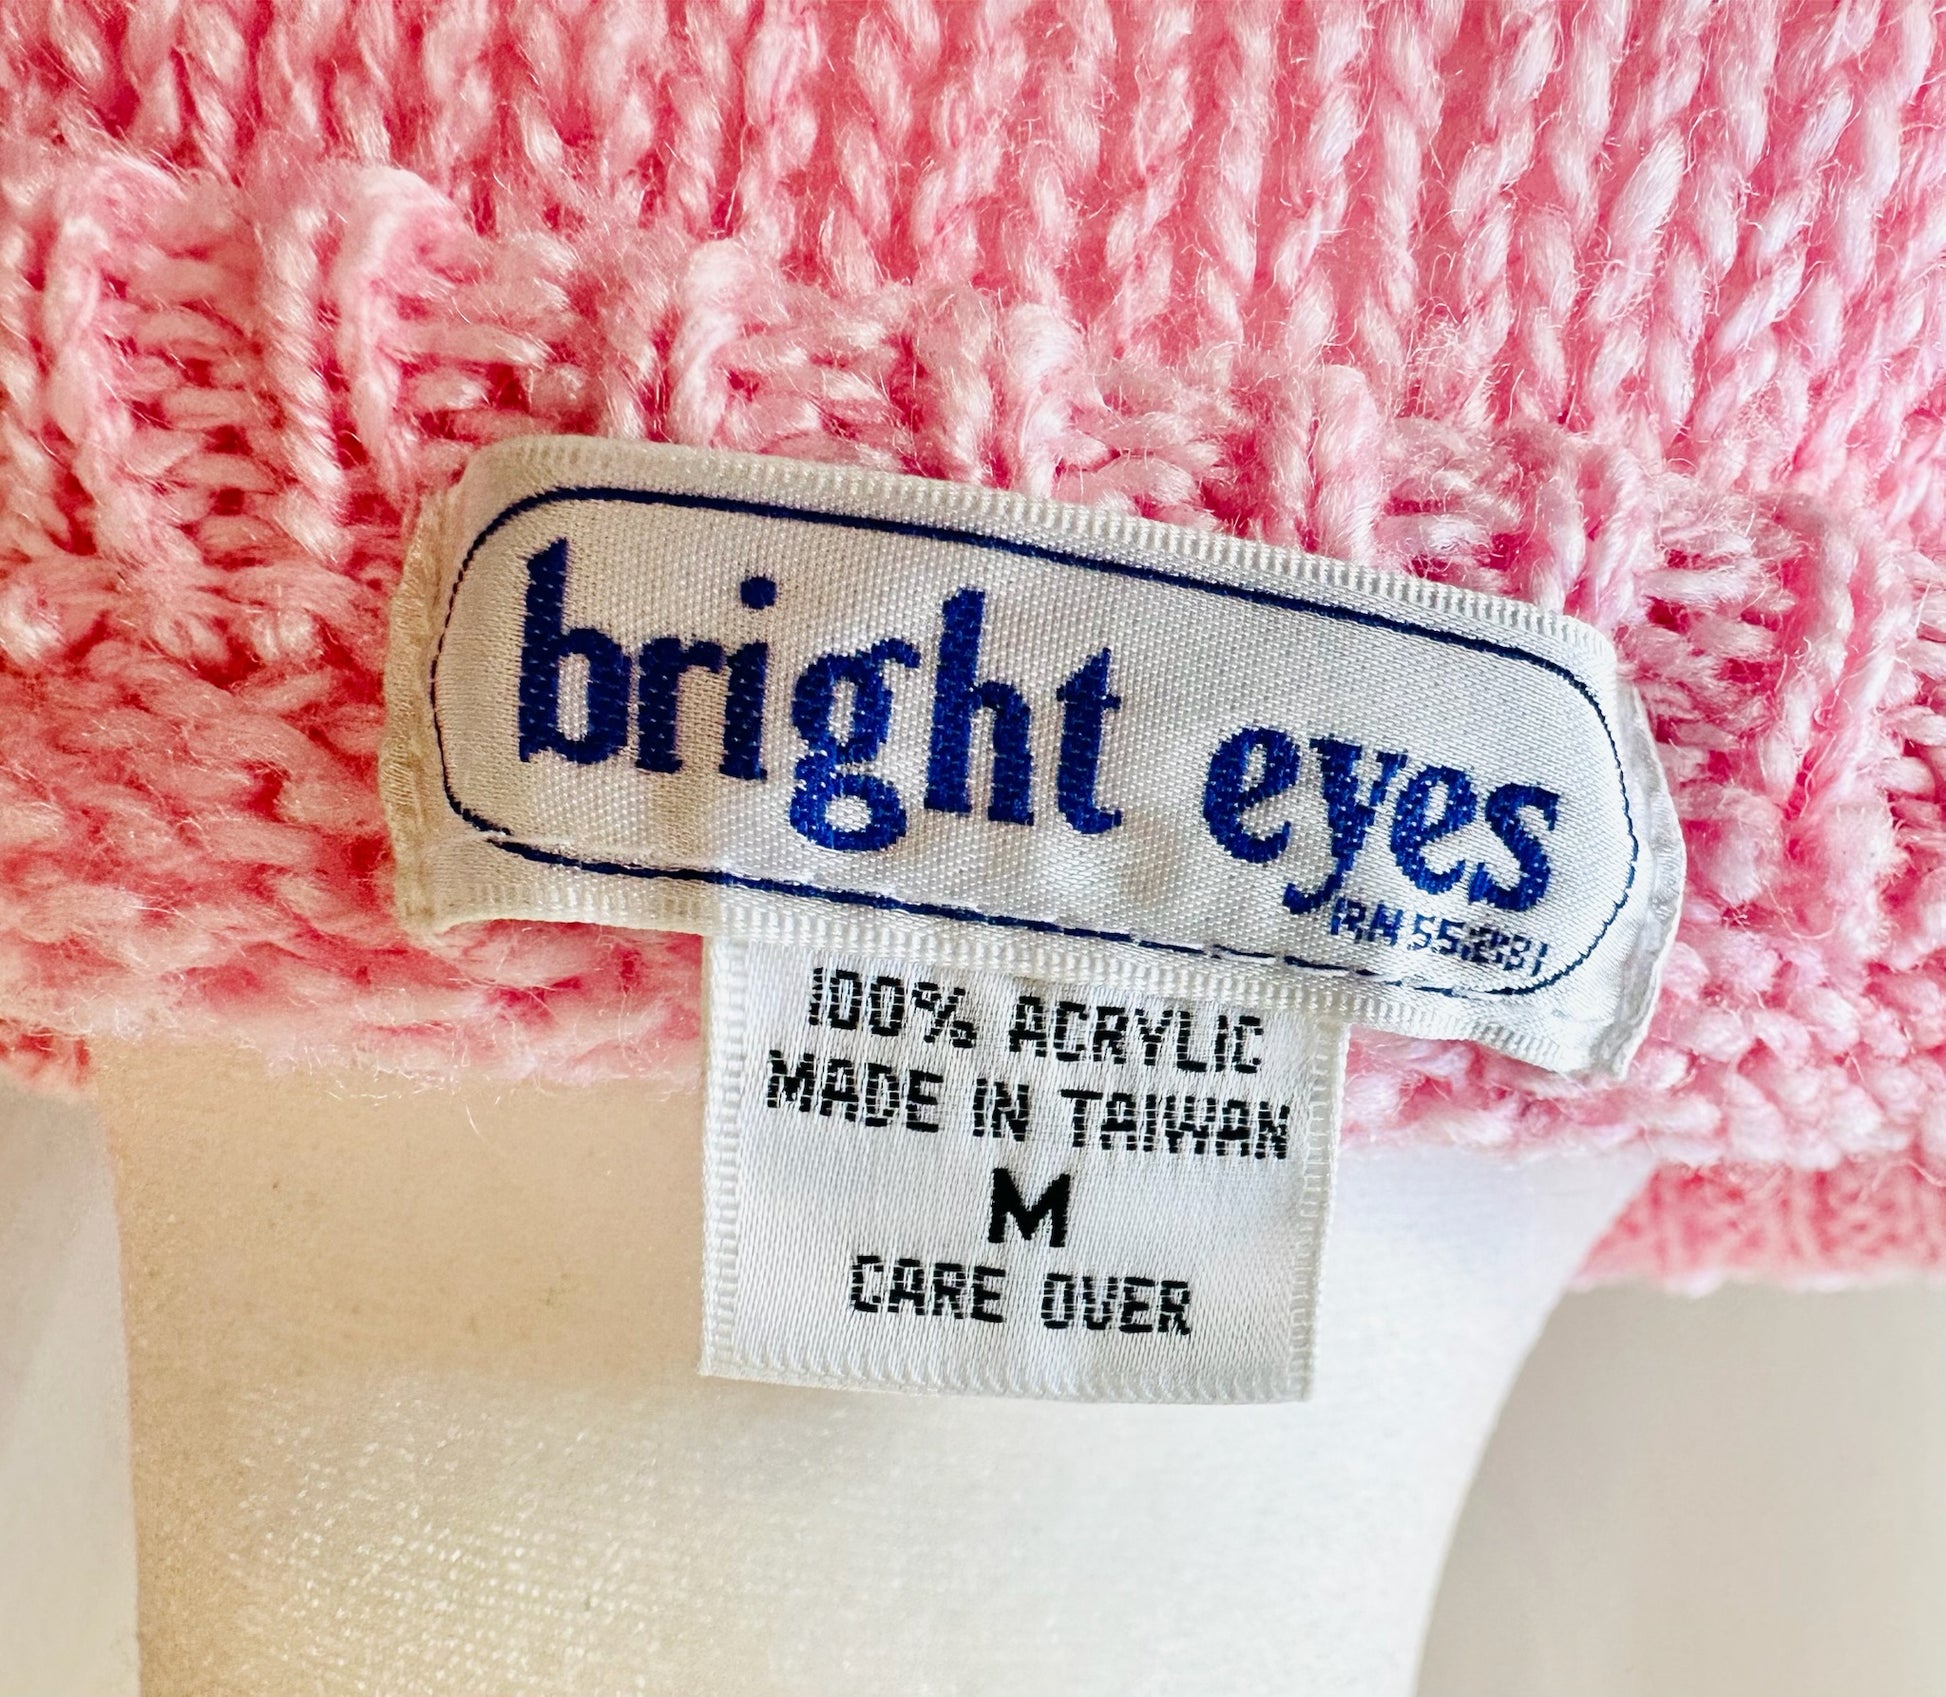 bright eyes
RN 55281
100% ACRYLIC
MADE IN TAIWAN
M
CARE OVER